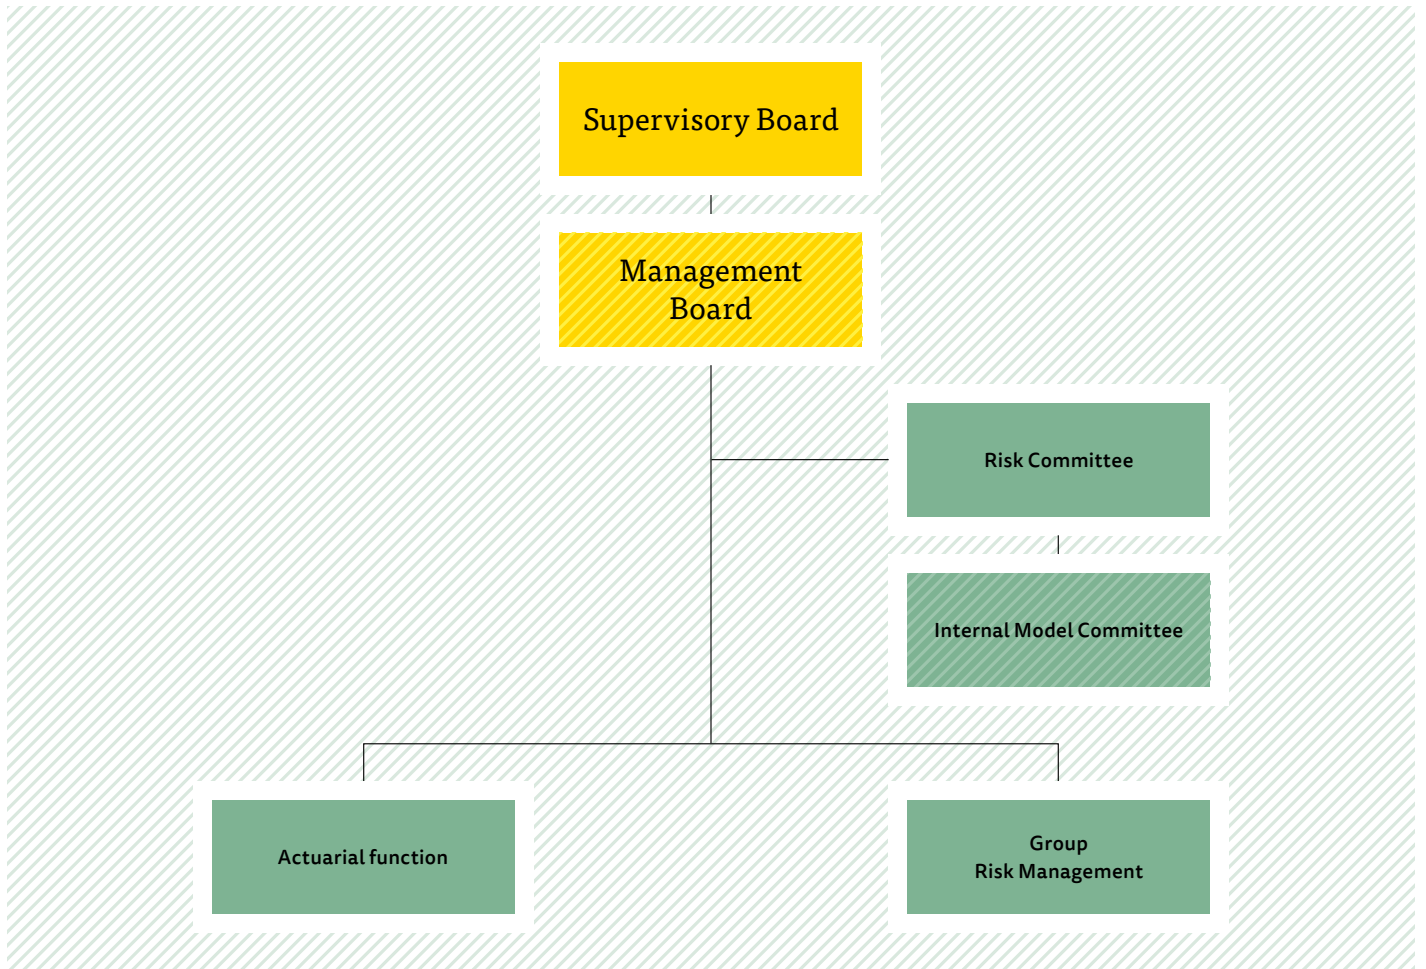 Supervisory Board
Management
Board
Risk Committee
Internal Model Committee
Actuarial function
Group
Risk Management